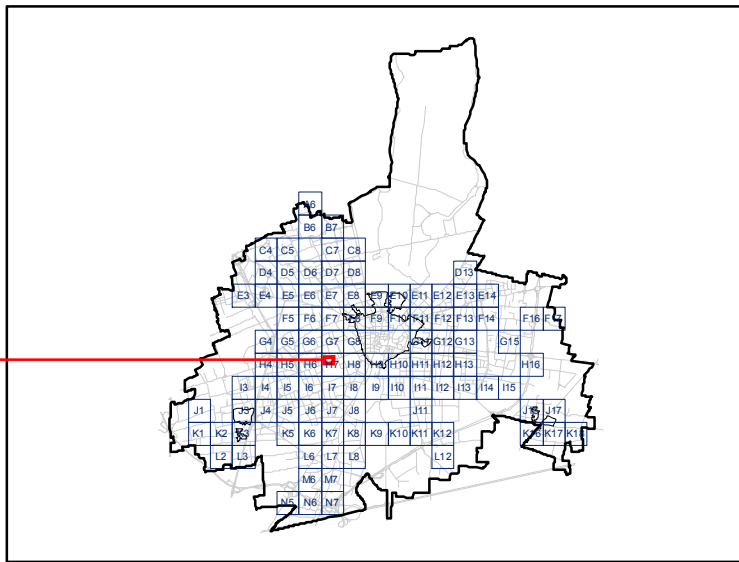 A6
B6 B7
C4 C5 C7 C8
D4 D5 D6 D7 D8 D13
E3 E4 E5 E6 E7 E8 E9 E10 E11 E12 E13 E14
F5 F6 F7 F8 F9 F10 F11 F12 F13 F14 F16 F17
G4 G5 G6 G7 G8 G11 G12 G13 G15
H4 H5 H6 H7 H8 H9 H10 H11 H12 H13 H16
I3 I4 I5 I6 I7 I8 I9 I10 I11 I12 I13 I14 I15
J1 J3 J4 J5 J6 J7 J8 J11 J16 J17
K1 K2 K3 K5 K6 K7 K8 K9 K10 K11 K12 K16 K17 K18
L2 L3 L6 L7 L8 L12
M6 M7
N5 N6 N7